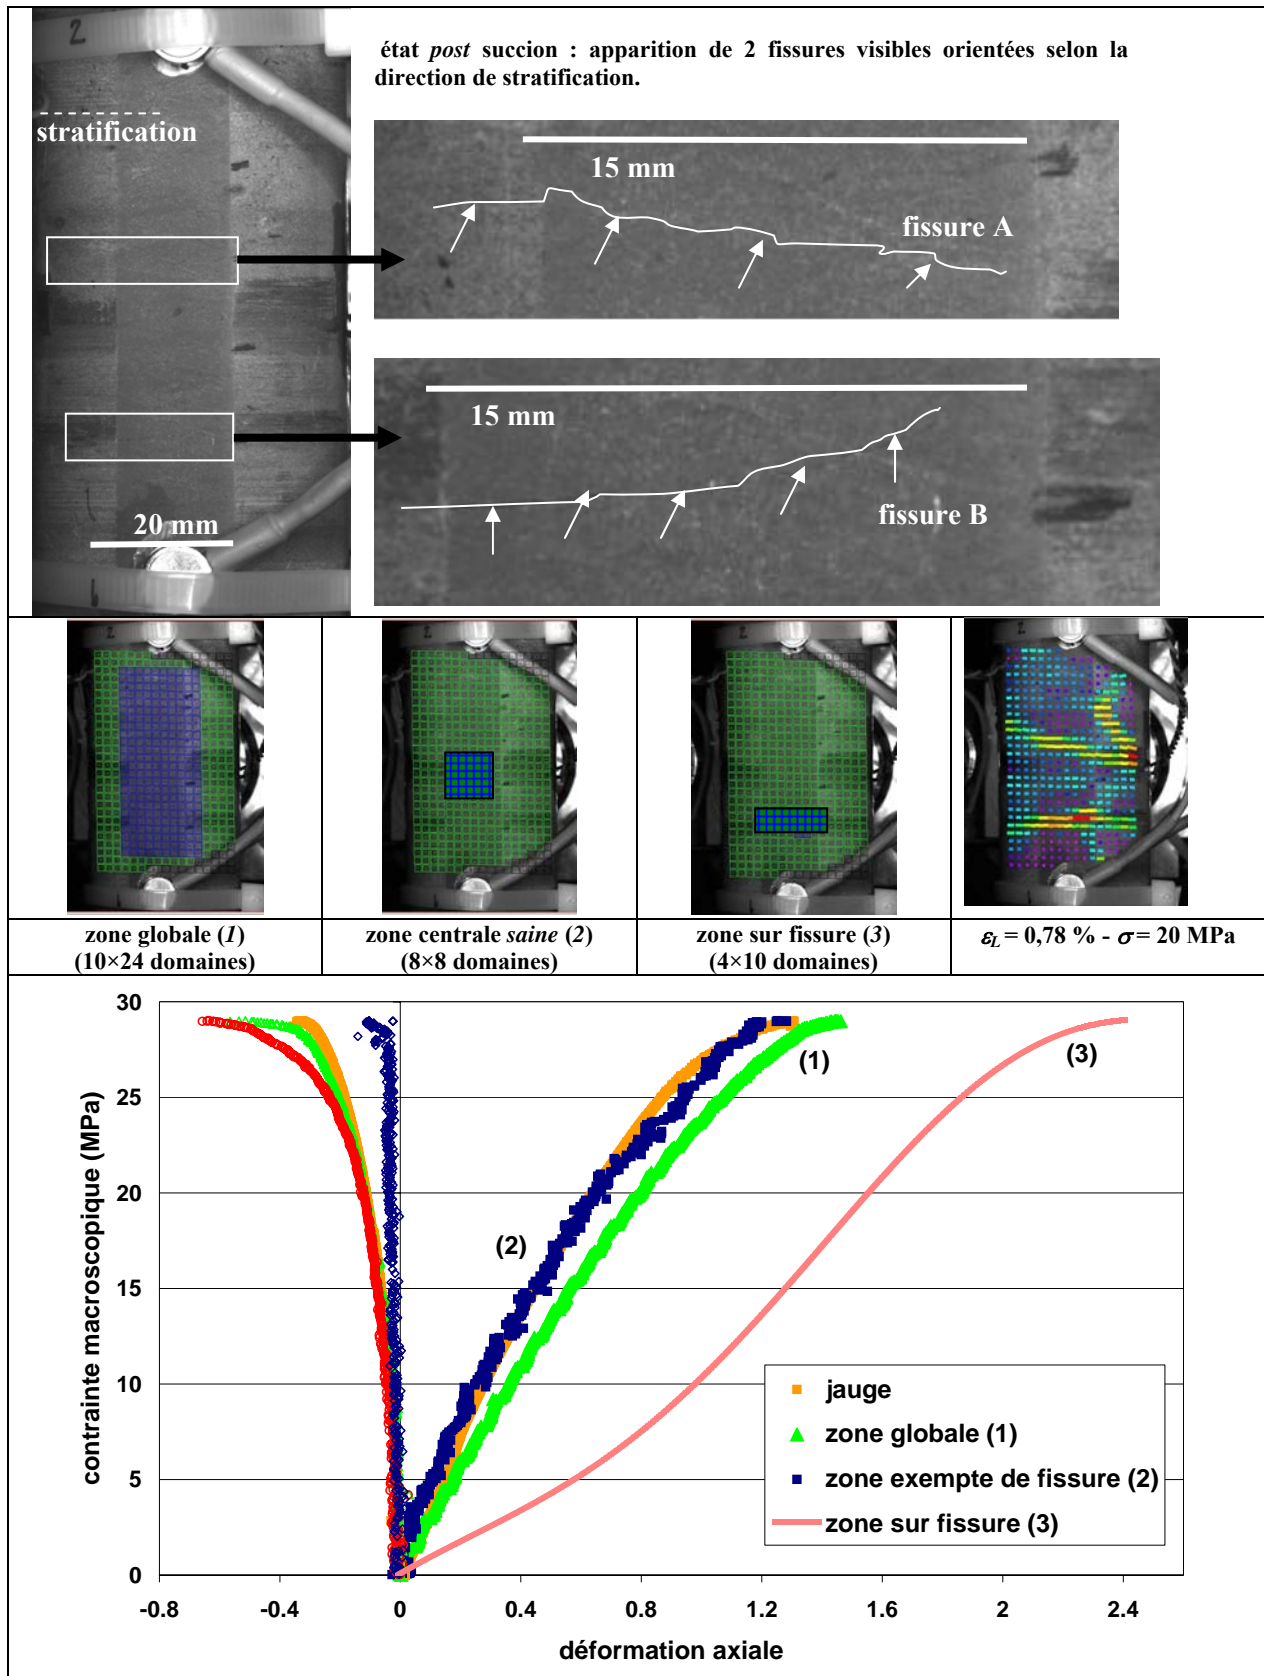 2
état post succion : apparition de 2 fissures visibles orientées selon la
direction de stratification.
stratification
15 mm
fissure A
15 mm
fissure B
20 mm
6
zone globale (1)
(10×24 domaines)
zone centrale saine (2)
(8×8 domaines)
zone sur fissure (3)
(4×10 domaines)
εL = 0,78 % - σ = 20 MPa
contrainte macroscopique (MPa)
30
25
20
15
10
5
0
(1)
(2)
(3)
jauge
zone globale (1)
zone exempte de fissure (2)
zone sur fissure (3)
-0.8 -0.4 0 0.4 0.8 1.2 1.6 2 2.4
déformation axiale